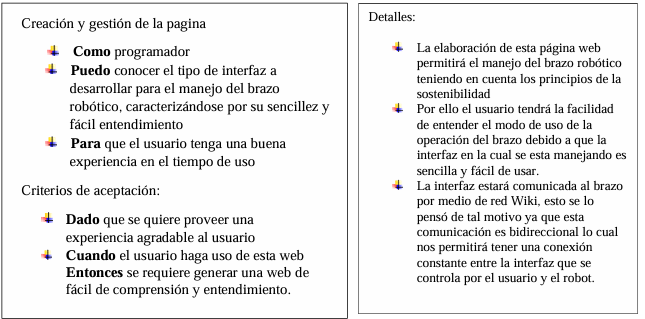 Creación y gestión de la pagina
Como programador
Puedo conocer el tipo de interfaz a
desarrollar para el manejo del brazo
robótico, caracterizándose por su sencillez y
fácil entendimiento
Para que el usuario tenga una buena
experiencia en el tiempo de uso
Criterios de aceptación:
Dado que se quiere proveer una
experiencia agradable al usuario
Cuando el usuario haga uso de esta web
Entonces se requiere generar una web de
fácil de comprensión y entendimiento.
Detalles:
La elaboración de esta página web
permitirá el manejo del brazo robótico
teniendo en cuenta los principios de la
sostenibilidad
Por ello el usuario tendrá la facilidad
de entender el modo de uso de la
operación del brazo debido a que la
interfaz en la cual se esta manejando es
sencilla y fácil de usar.
La interfaz estará comunicada al brazo
por medio de red Wiki, esto se lo
pensó de tal motivo ya que esta
comunicación es bidireccional lo cual
nos permitirá tener una conexión
constante entre la interfaz que se
controla por el usuario y el robot.